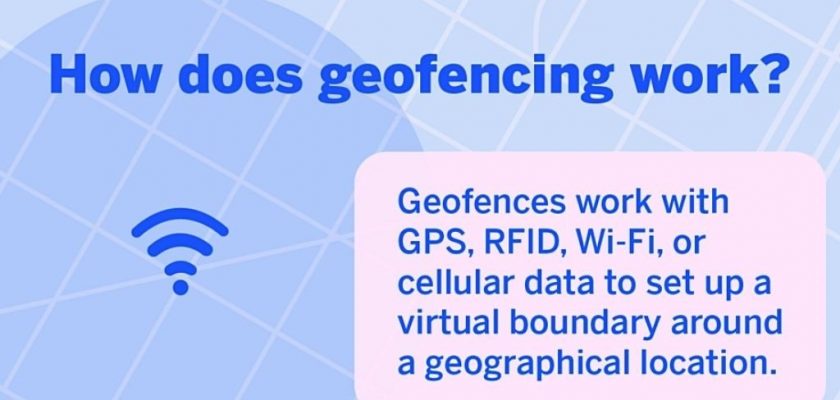 How does geofencing work?
Geofences work with
GPS, RFID, Wi-Fi, or
cellular data to set up a
virtual boundary around
a geographical location.